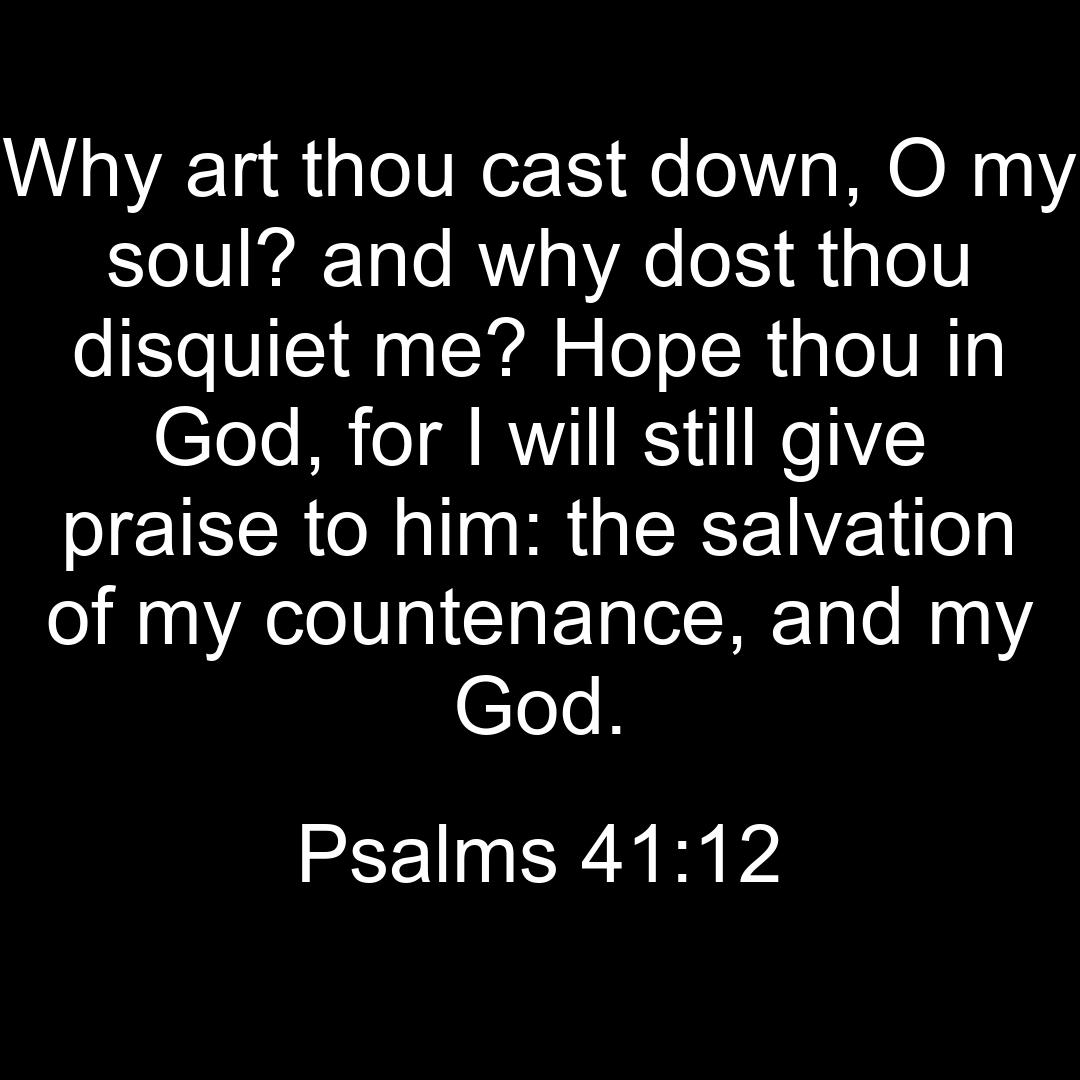 Why art thou cast down, O my
soul? and why dost thou
disquiet me? Hope thou in
God, for I will still give
praise to him: the salvation
of my countenance, and my
God.
Psalms 41:12